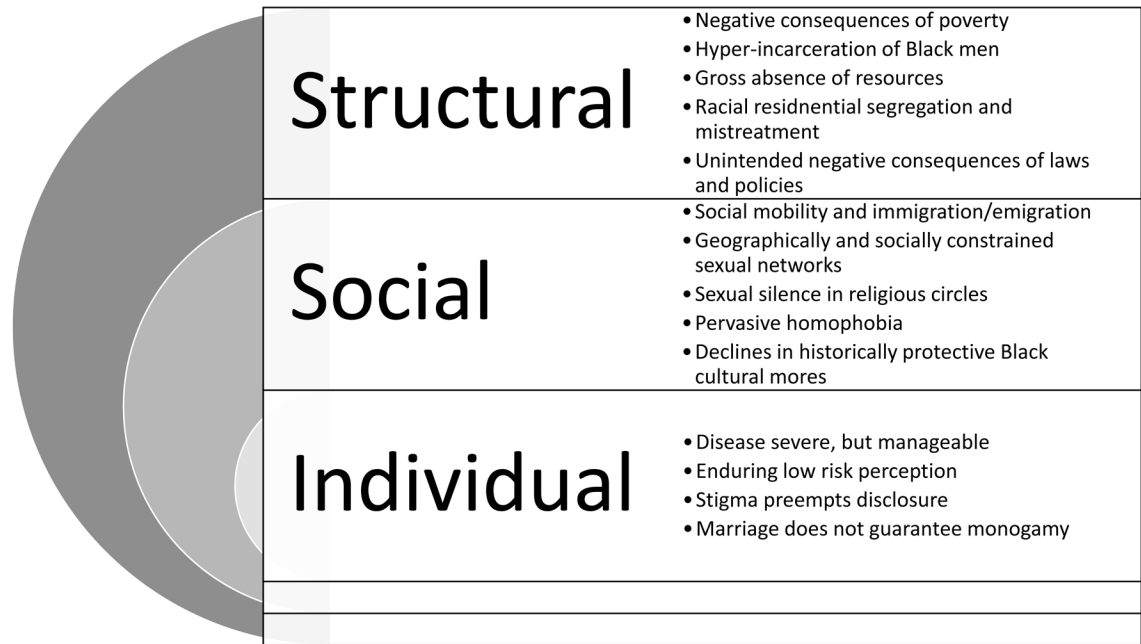 Structural
• Negative consequences of poverty
• Hyper-incarceration of Black men
• Gross absence of resources
• Racial residnential segregation and
mistreatment
• Unintended negative consequences of laws
and policies
Social
• Social mobility and immigration/emigration
• Geographically and socially constrained
sexual networks
• Sexual silence in religious circles
• Pervasive homophobia
• Declines in historically protective Black
cultural mores
Individual
• Disease severe, but manageable
• Enduring low risk perception
• Stigma preempts disclosure
• Marriage does not guarantee monogamy